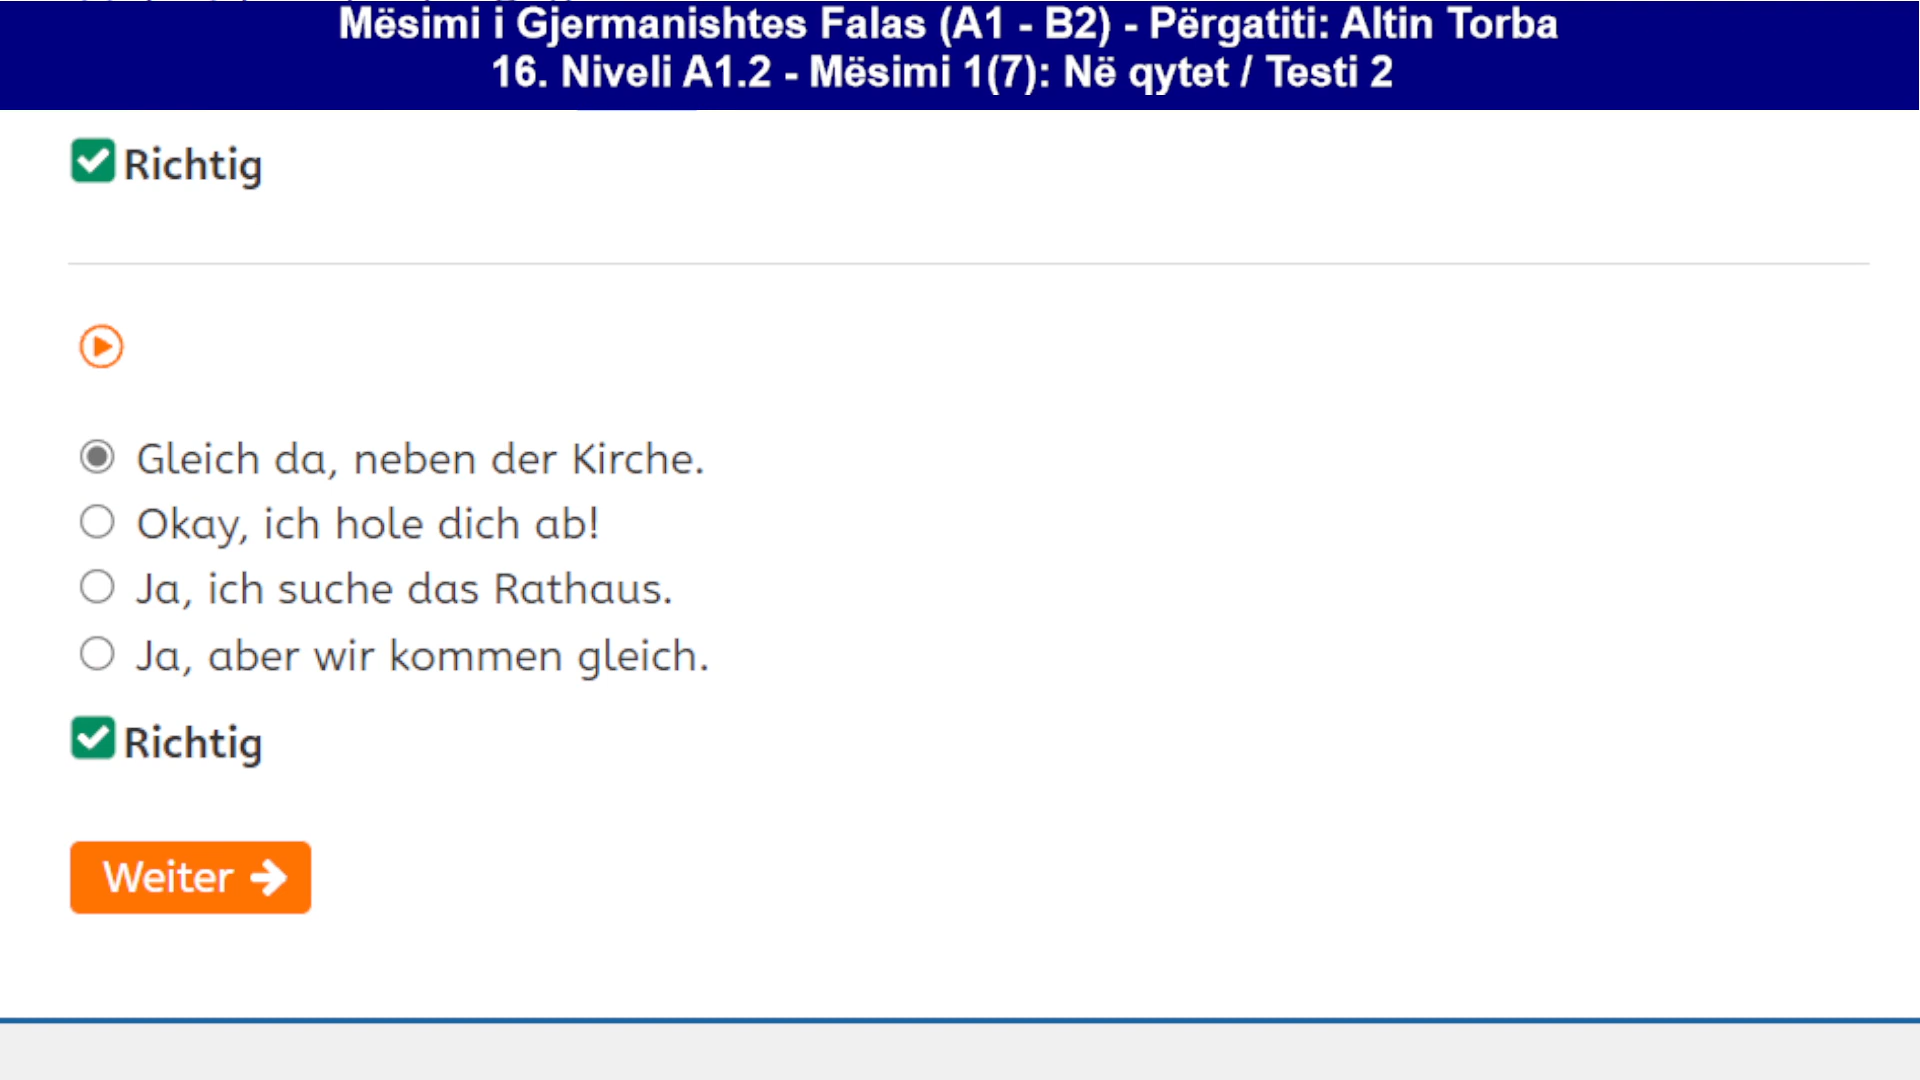 Mësimi i Gjermanishtes Falas (A1 - B2) - Përgatiti: Altin Torba
16. Niveli A1.2 - Mësimi 1(7): Në qytet / Testi 2
Richtig
Gleich da, neben der Kirche.
Okay, ich hole dich ab!
Ja, ich suche das Rathaus.
Ja, aber wir kommen gleich.
Richtig
Weiter